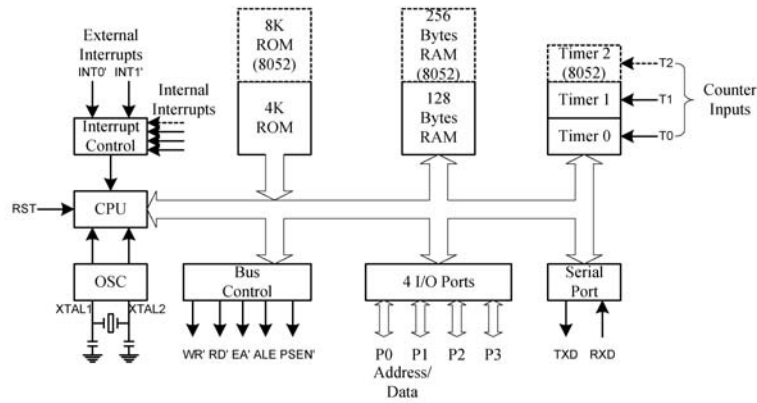 External
Interrupts
INT0' INT1'
Internal
Interrupts
Interrupt
Control
8K
ROM
(8052)
4K
ROM
256
Bytes
RAM
(8052)
128
Bytes
RAM
Timer 2
(8052)
Timer 1
Timer 0
T2
T1
T0
Counter
Inputs
RST
CPU
OSC
XTAL1
XTAL2
Bus
Control
WR' RD' EA' ALE PSEN'
4 I/O Ports
P0 P1 P2 P3
Address/
Data
Serial
Port
TXD RXD